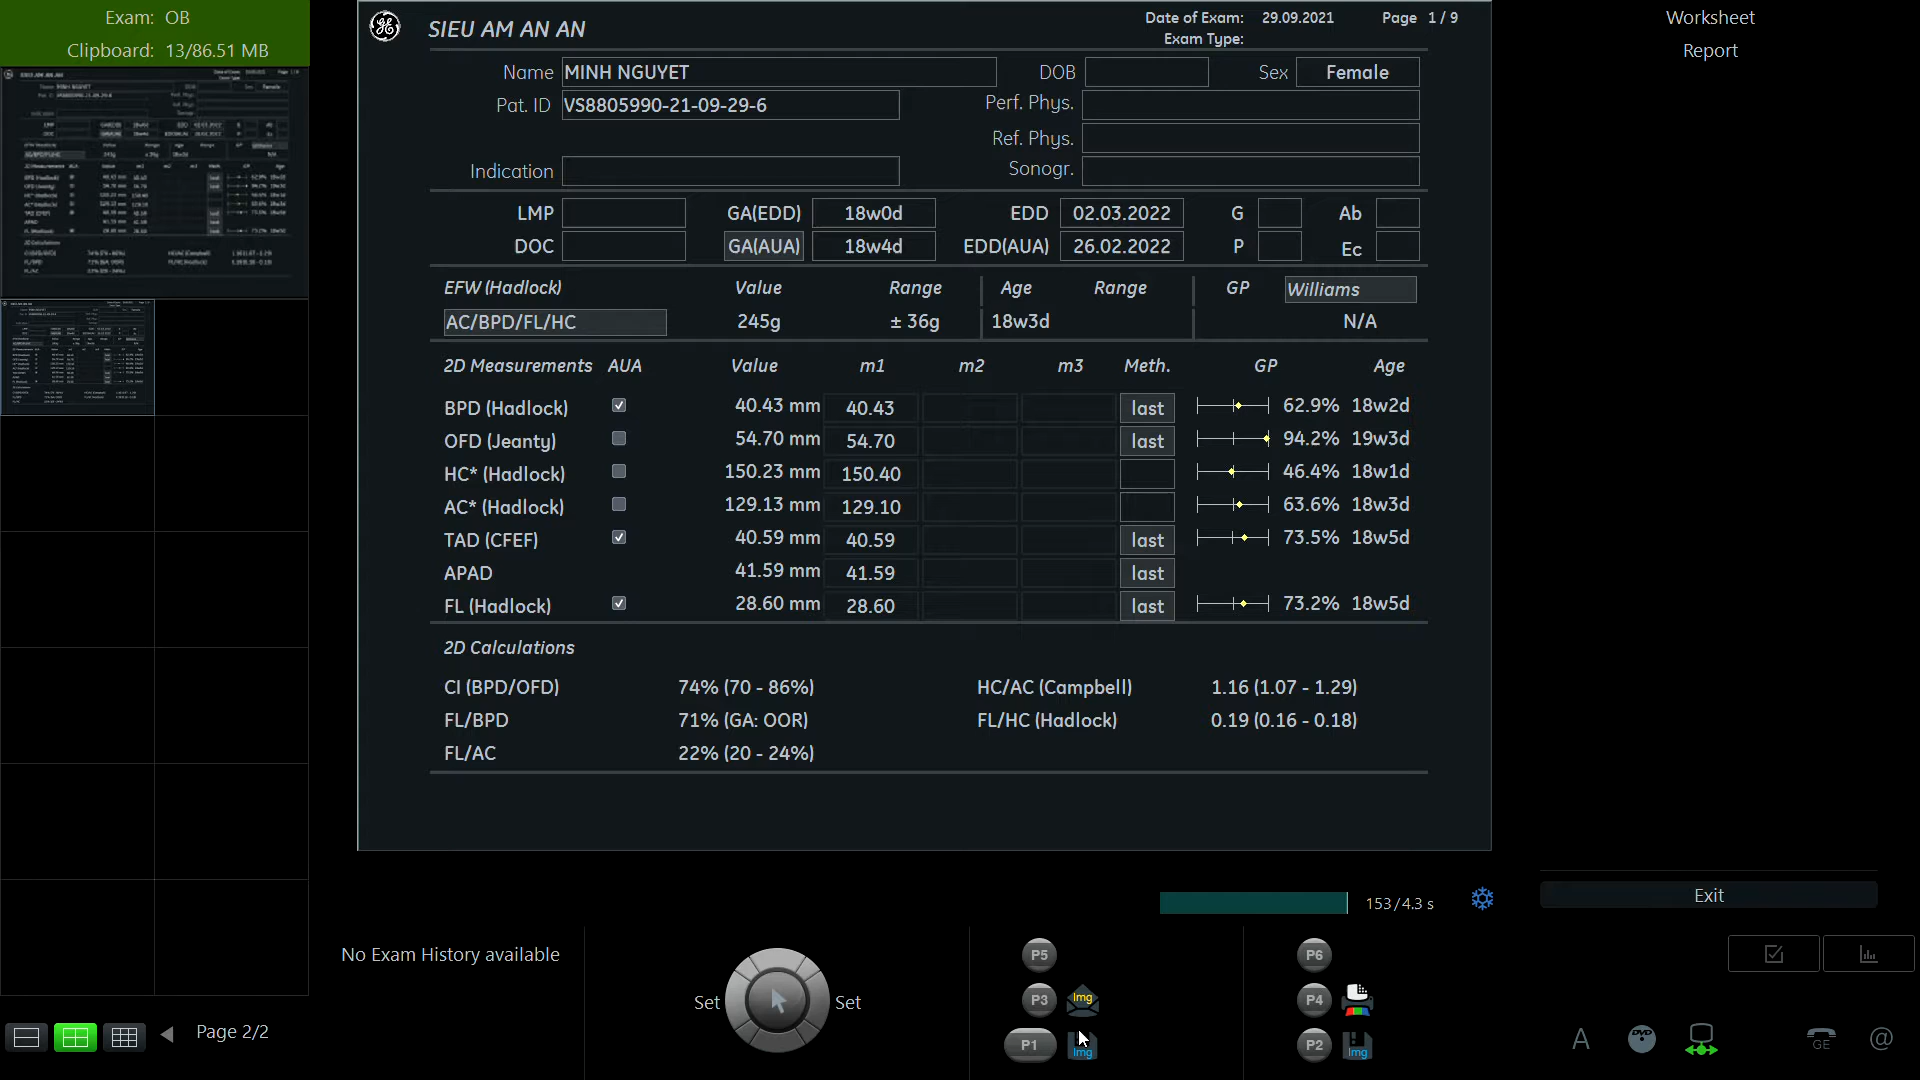 Exam: OB
Clipboard: 13/86.51 MB
SIEU AM AN AN
Date of Exam: 29.09.2021 Page 1 / 9
Exam Type:
Name MINH NGUYET DOB Sex Female
Pat. ID VS8805990-21-09-29-6 Perf. Phys.
Ref. Phys.
Indication Sonogr.
LMP GA(EDD) 18w0d EDD 02.03.2022 G Ab
DOC GA(AUA) 18w4d EDD(AUA) 26.02.2022 P Ec
EFW (Hadlock) Value Range Age Range GP Williams
AC/BPD/FL/HC 245g ± 36g 18w3d N/A
2D Measurements AUA Value m1 m2 m3 Meth. GP Age
BPD (Hadlock) 40.43 mm 40.43 last 62.9% 18w2d
OFD (Jeanty) 54.70 mm 54.70 last 94.2% 19w3d
HC* (Hadlock) 150.23 mm 150.40 46.4% 18w1d
AC* (Hadlock) 129.13 mm 129.10 63.6% 18w3d
TAD (CFEF) 40.59 mm 40.59 last 73.5% 18w5d
APAD 41.59 mm 41.59 last
FL (Hadlock) 28.60 mm 28.60 last 73.2% 18w5d
2D Calculations
CI (BPD/OFD) 74% (70 - 86%) HC/AC (Campbell) 1.16 (1.07 - 1.29)
FL/BPD 71% (GA: OOR) FL/HC (Hadlock) 0.19 (0.16 - 0.18)
FL/AC 22% (20 - 24%)
Worksheet
Report
153/4.3 s
Exit
No Exam History available
Set Set
P5
P3 Img
P1 Img
P6
P4
P2 Img
Page 2/2
A DVD GE @